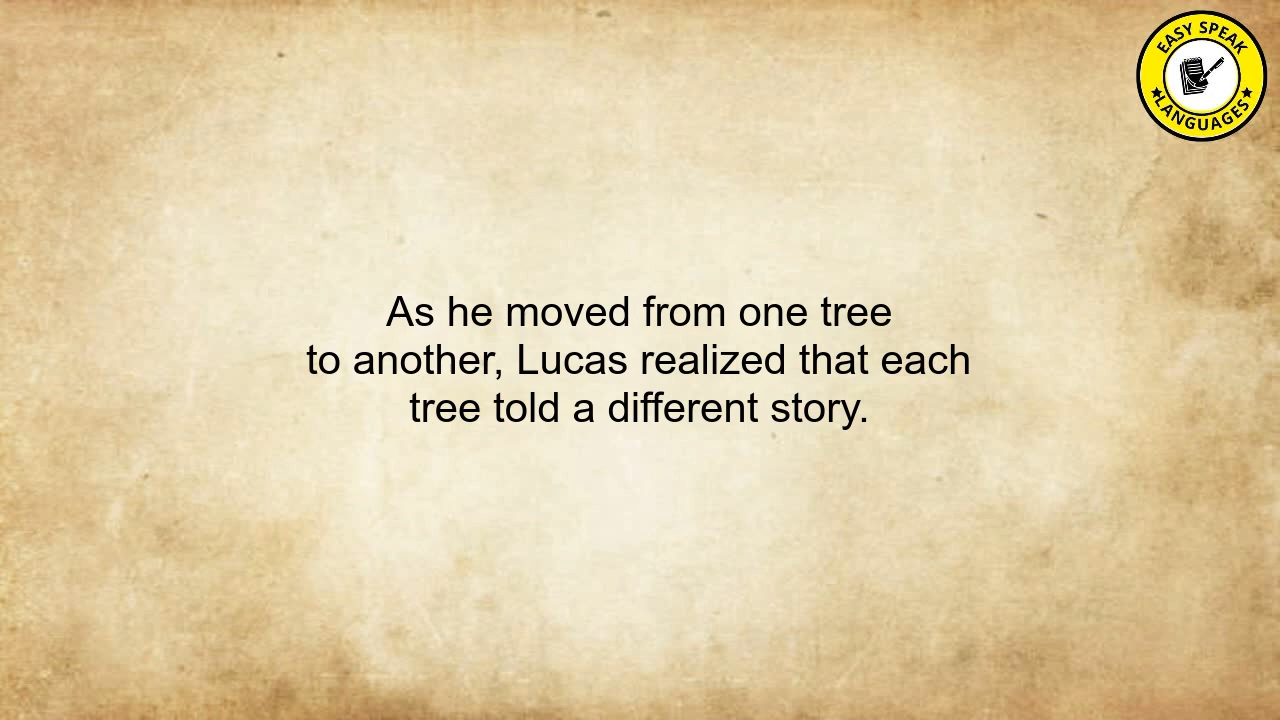 EASY SPEAK
LANGUAGES
As he moved from one tree
to another, Lucas realized that each
tree told a different story.